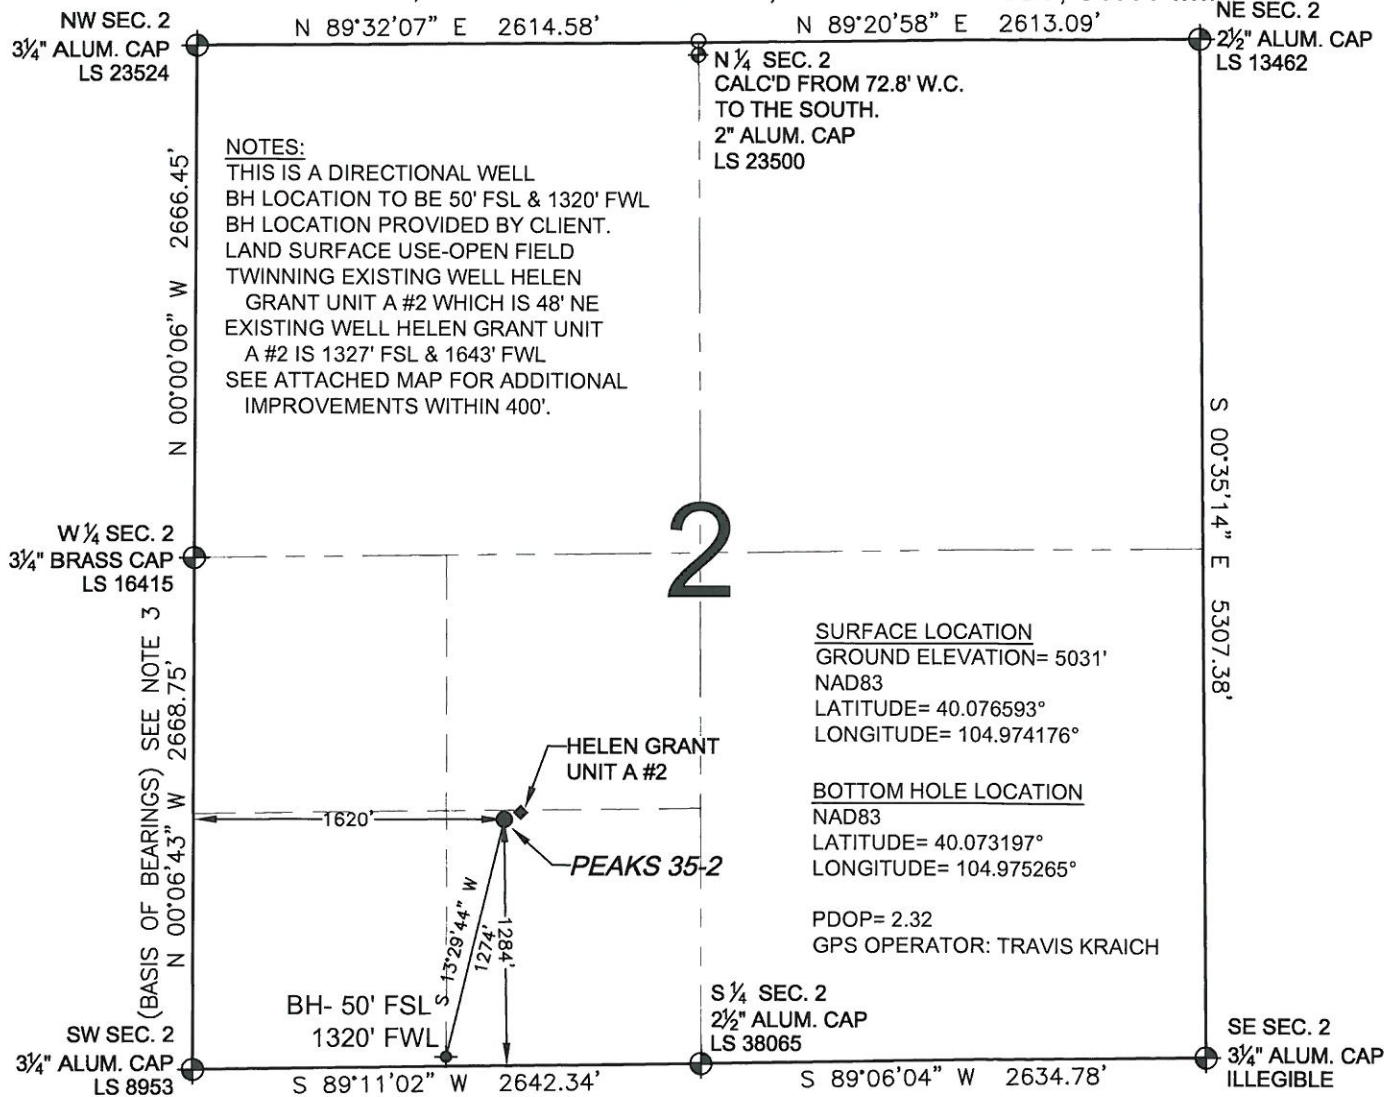 NW SEC. 2
3¼" ALUM. CAP
LS 23524
N 89°32'07" E 2614.58'
N 89°20'58" E 2613.09'
NE SEC. 2
2½" ALUM. CAP
LS 13462
N ¼ SEC. 2
CALC'D FROM 72.8' W.C.
TO THE SOUTH.
2" ALUM. CAP
LS 23500
NOTES:
THIS IS A DIRECTIONAL WELL
BH LOCATION TO BE 50' FSL & 1320' FWL
BH LOCATION PROVIDED BY CLIENT.
LAND SURFACE USE-OPEN FIELD
TWINNING EXISTING WELL HELEN
GRANT UNIT A #2 WHICH IS 48' NE
EXISTING WELL HELEN GRANT UNIT
A #2 IS 1327' FSL & 1643' FWL
SEE ATTACHED MAP FOR ADDITIONAL
IMPROVEMENTS WITHIN 400'.
N 00°00'06" W 2666.45'
S 00°35'14" E 5307.38'
W ¼ SEC. 2
3¼" BRASS CAP
LS 16415
2
(BASIS OF BEARINGS) SEE NOTE 3
N 00°06'43" W 2668.75'
SURFACE LOCATION
GROUND ELEVATION= 5031'
NAD83
LATITUDE= 40.076593°
LONGITUDE= 104.974176°
HELEN GRANT
UNIT A #2
1620'
PEAKS 35-2
BOTTOM HOLE LOCATION
NAD83
LATITUDE= 40.073197°
LONGITUDE= 104.975265°
PDOP= 2.32
GPS OPERATOR: TRAVIS KRAICH
S 13°29'44" W
1274'
1284'
BH- 50' FSL
1320' FWL
S ¼ SEC. 2
2½" ALUM. CAP
LS 38065
SW SEC. 2
3¼" ALUM. CAP
LS 8953
S 89°11'02" W 2642.34'
S 89°06'04" W 2634.78'
SE SEC. 2
3¼" ALUM. CAP
ILLEGIBLE